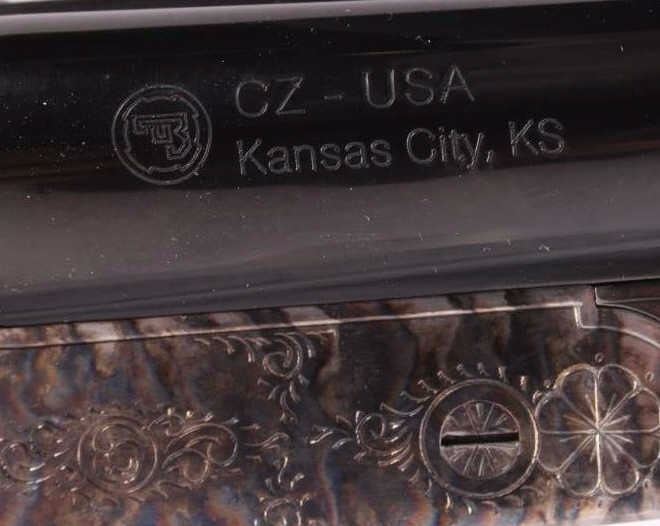 CZ - USA
Kansas City, KS